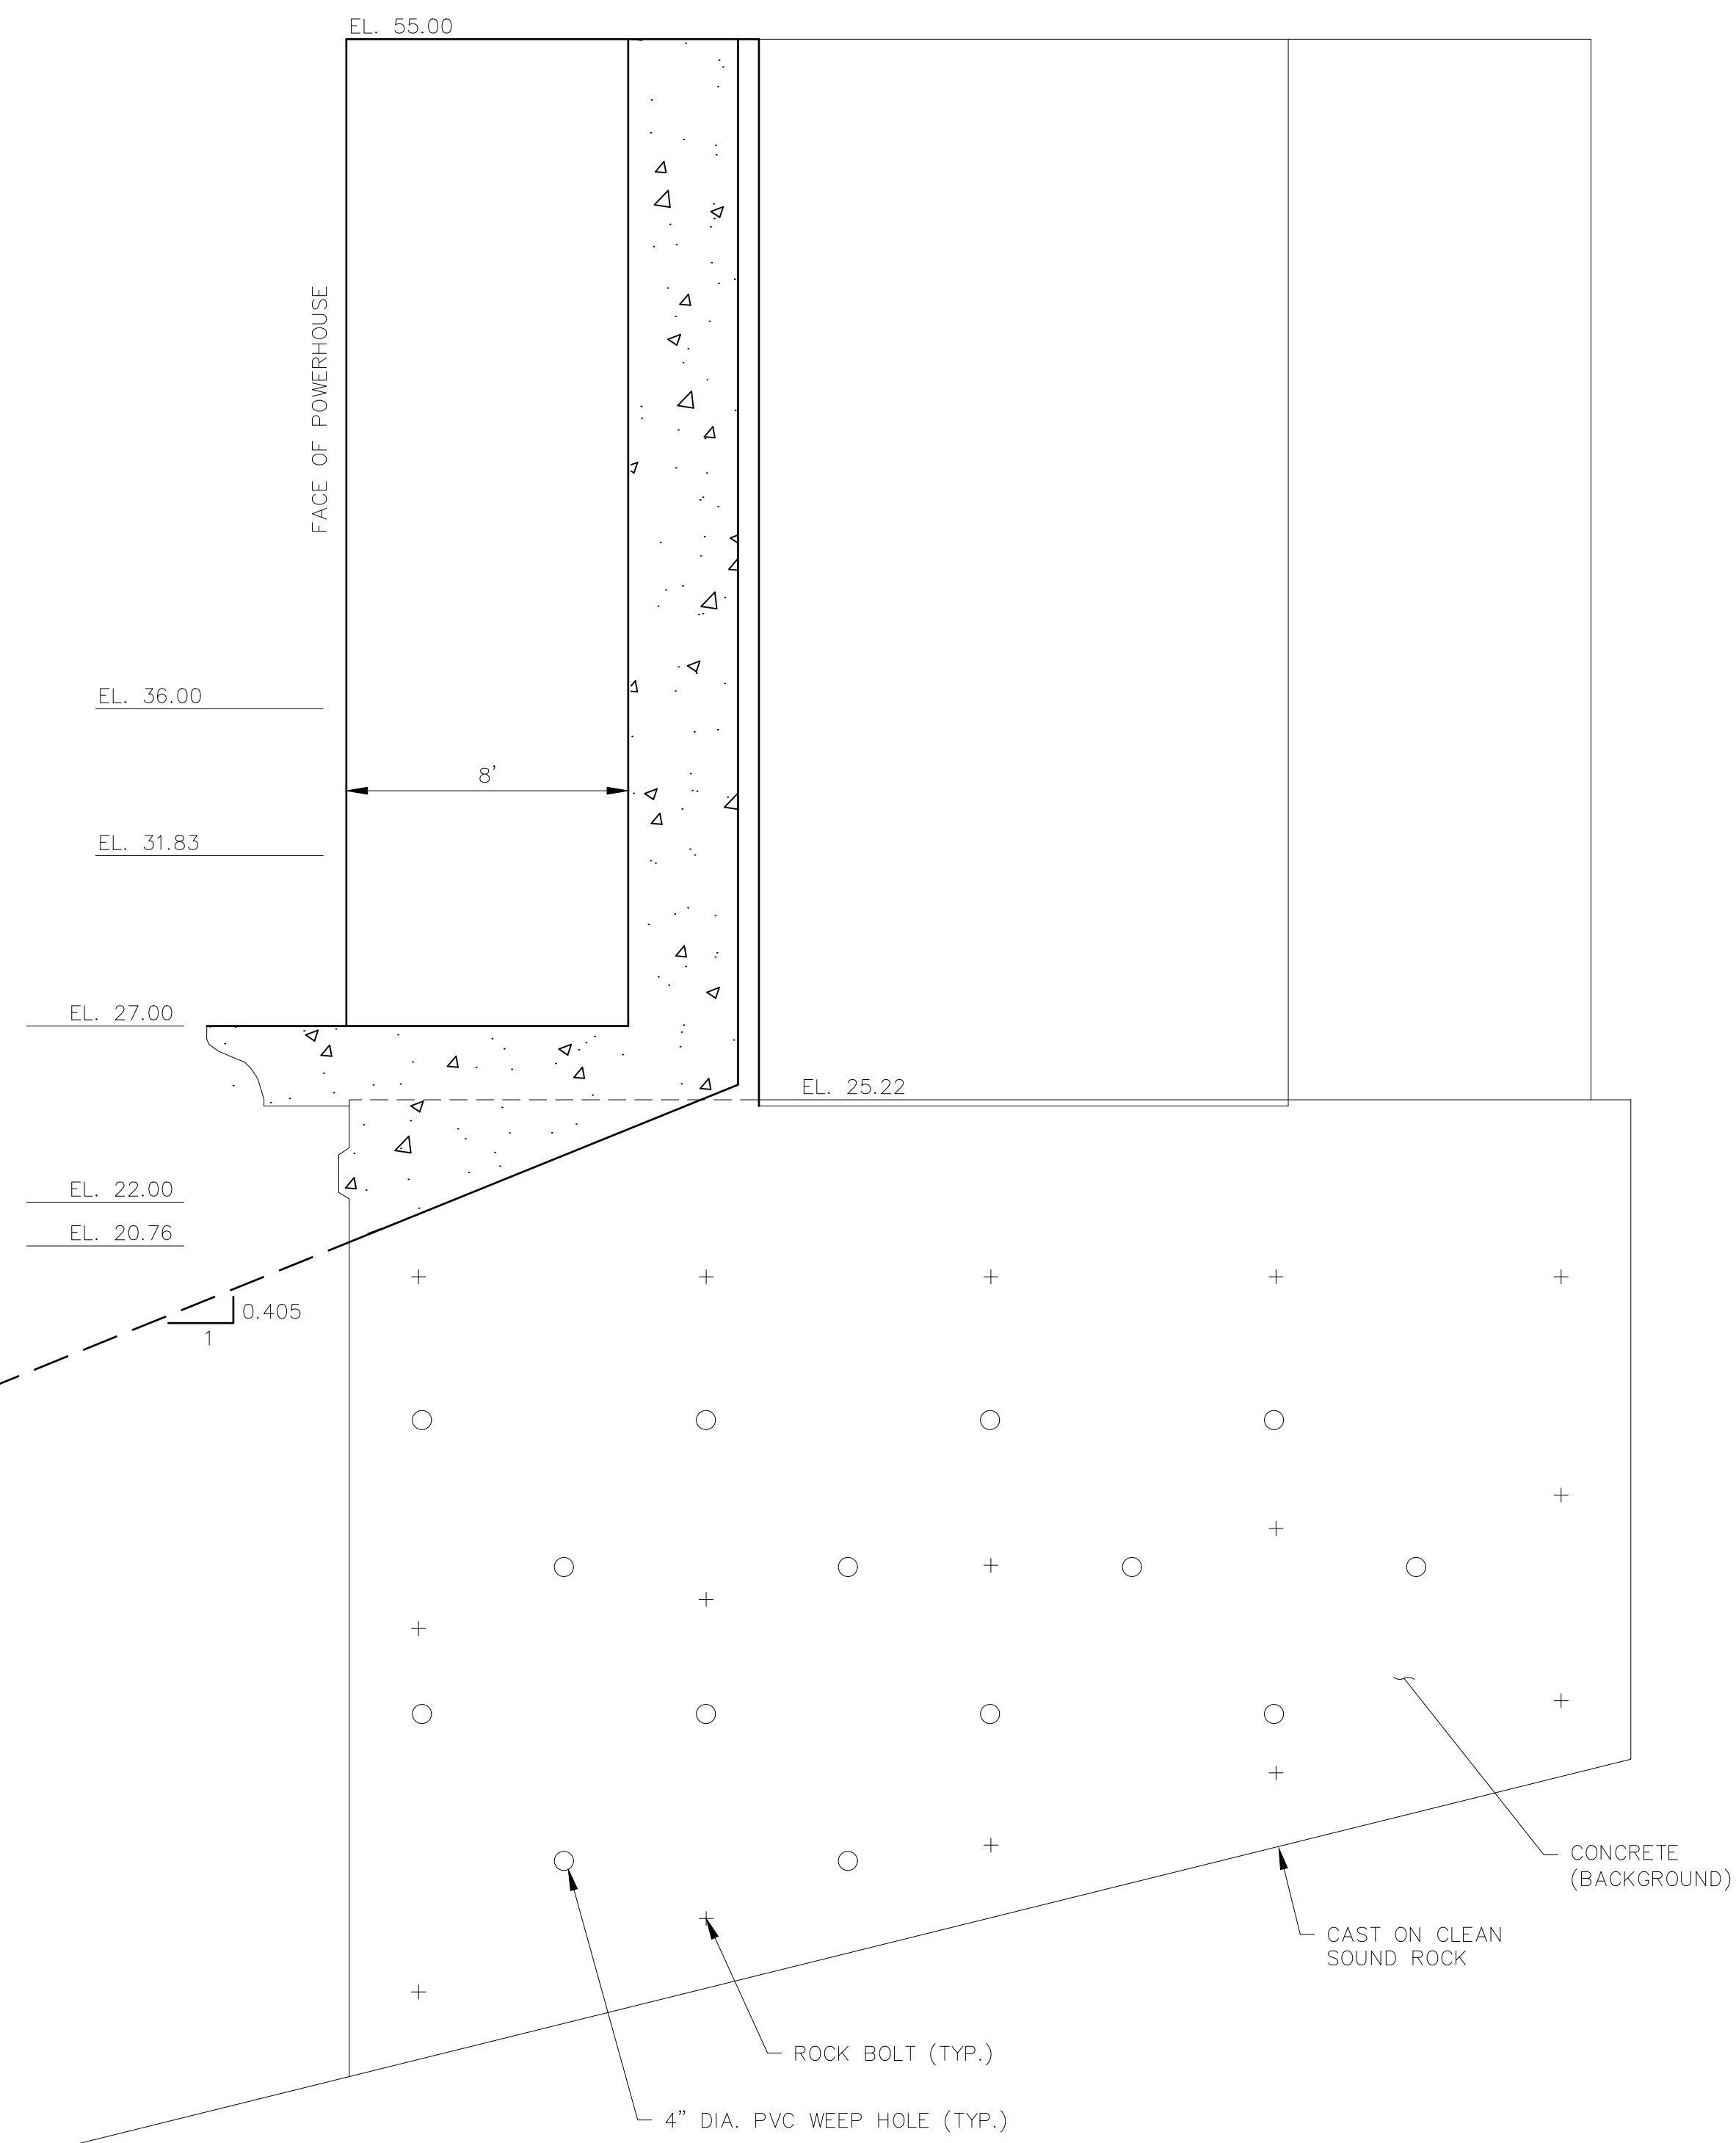 EL. 55.00
FACE OF POWERHOUSE
EL. 36.00
8'
EL. 31.83
EL. 27.00
EL. 25.22
EL. 22.00
EL. 20.76
0.405
1
CONCRETE
(BACKGROUND)
CAST ON CLEAN
SOUND ROCK
ROCK BOLT (TYP.)
4" DIA. PVC WEEP HOLE (TYP.)